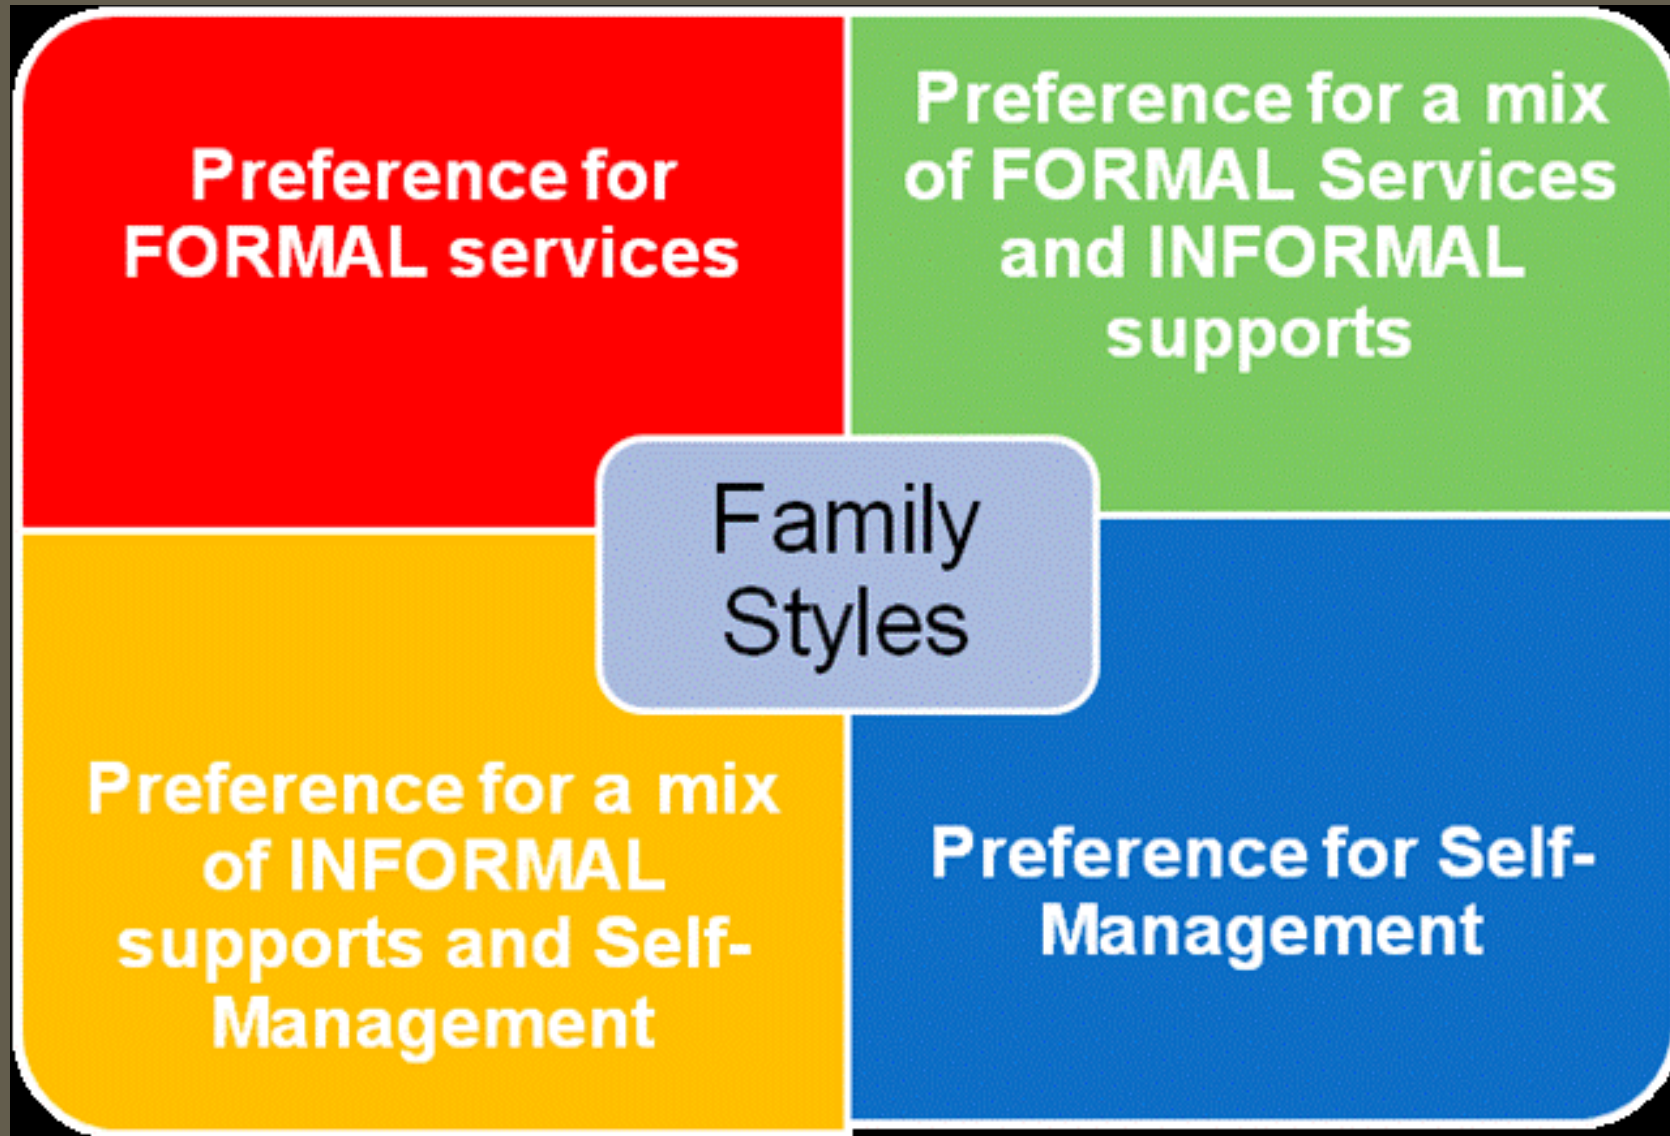 Preference for
FORMAL services
Preference for a mix
of FORMAL Services
and INFORMAL
supports
Family
Styles
Preference for a mix
of INFORMAL
supports and Self-
Management
Preference for Self-
Management